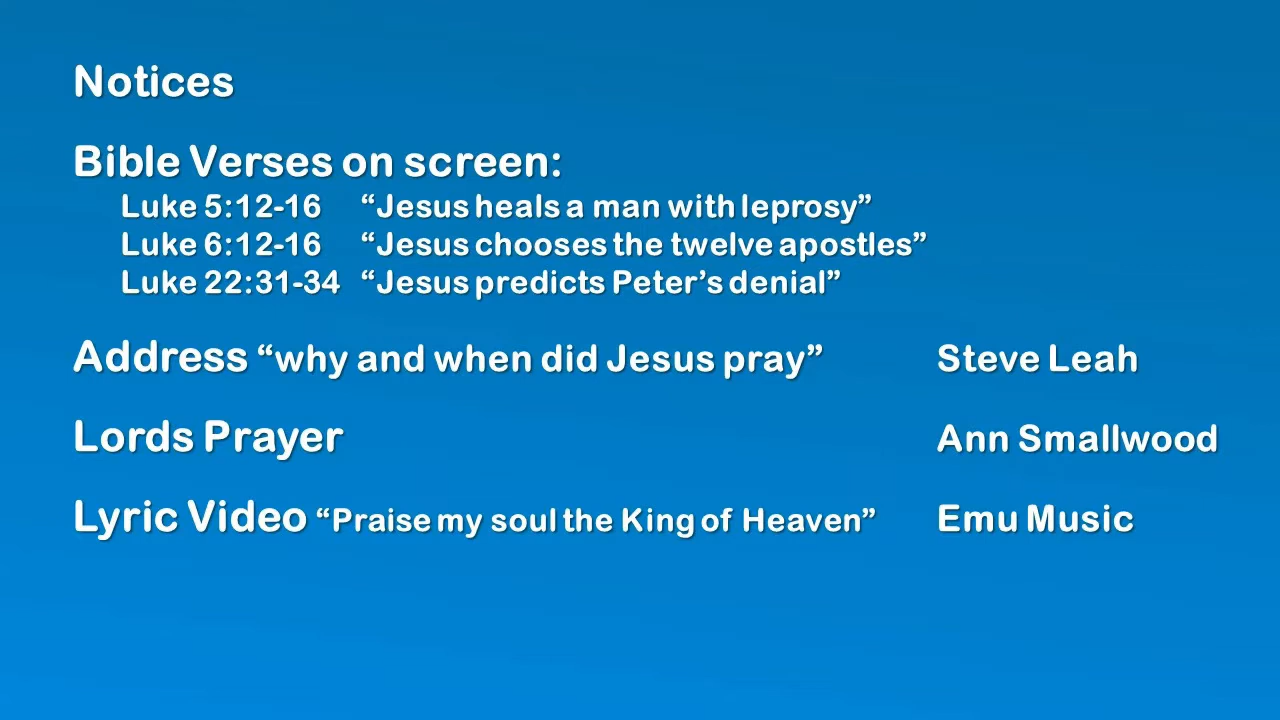 Notices
Bible Verses on screen:
Luke 5:12-16 “Jesus heals a man with leprosy”
Luke 6:12-16 “Jesus chooses the twelve apostles”
Luke 22:31-34 “Jesus predicts Peter’s denial”
Address “why and when did Jesus pray” Steve Leah
Lords Prayer Ann Smallwood
Lyric Video “Praise my soul the King of Heaven” Emu Music